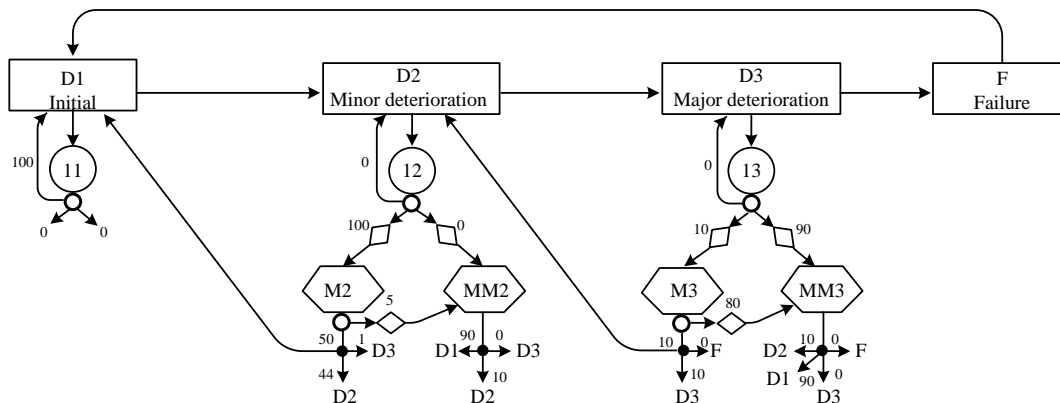 D1
Initial
D2
Minor deterioration
D3
Major deterioration
F
Failure
100
11
0
0
0
12
100
0
0
13
10
90
M2
MM2
5
M3
MM3
80
50
1
D3
44
D2
90
0
D1
D3
10
D2
10
0
F
10
D3
10
0
D2
F
D1
90
0
D3